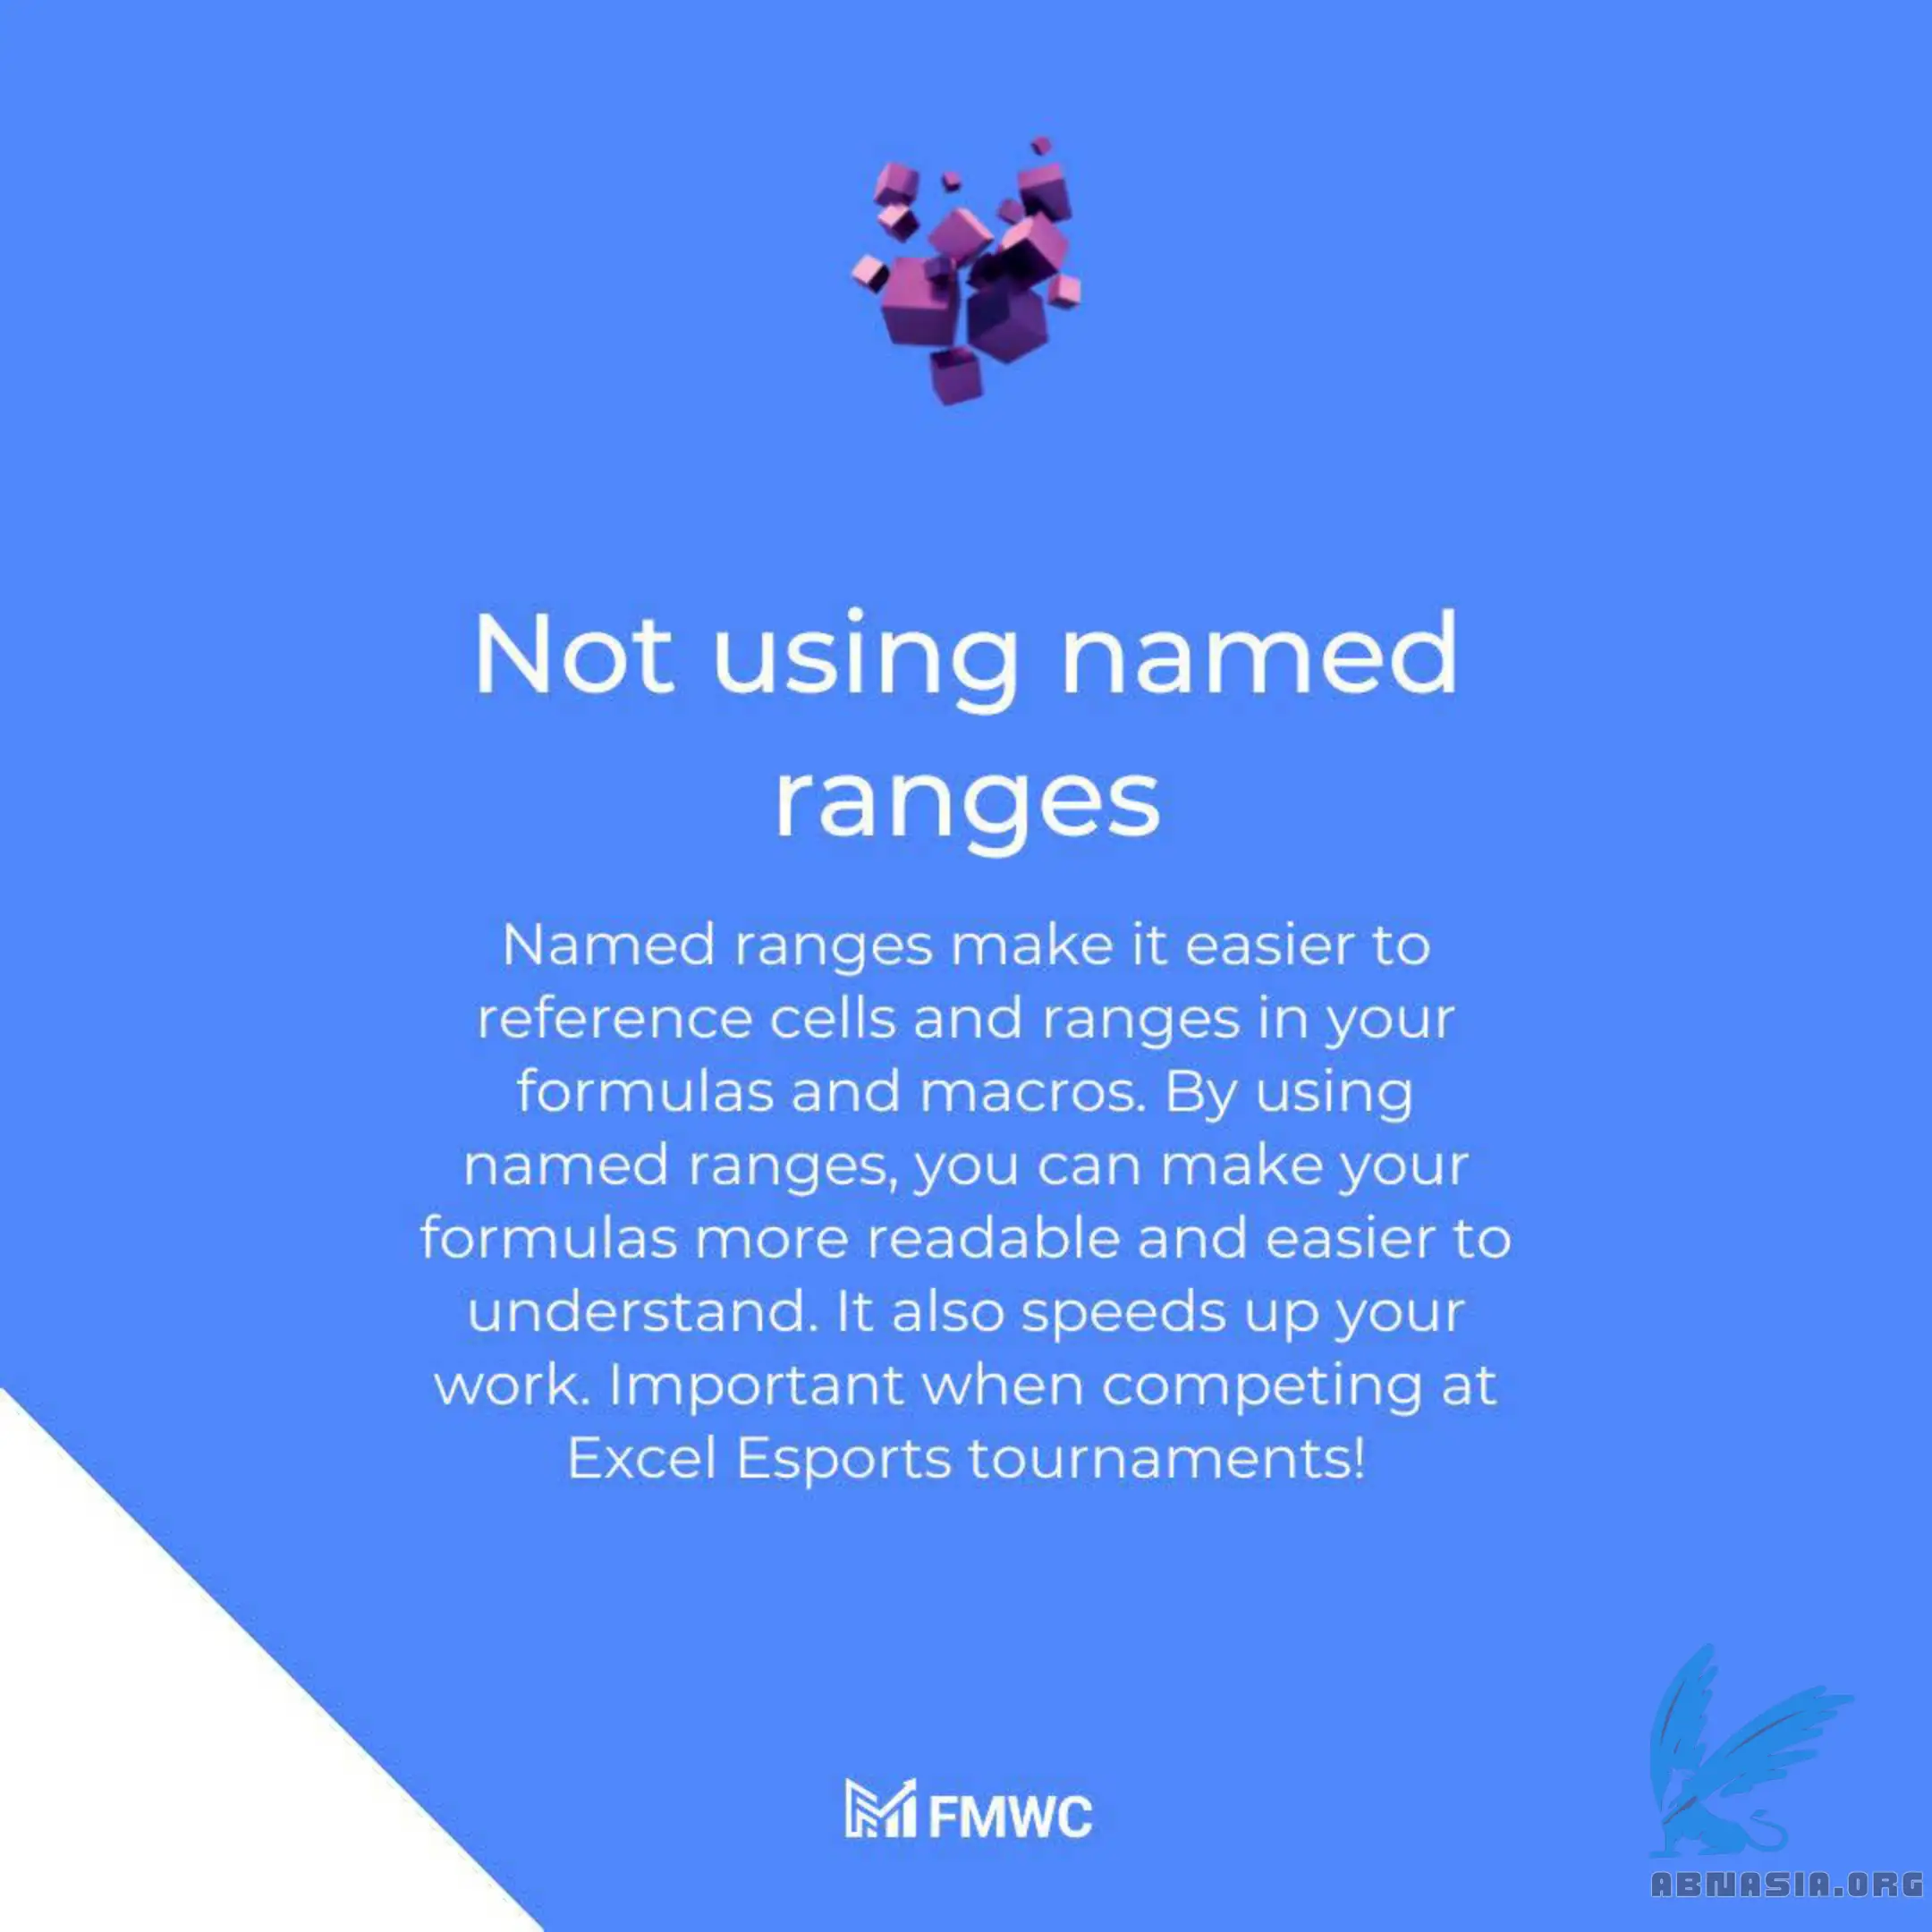 Not using named
ranges
Named ranges make it easier to
reference cells and ranges in your
formulas and macros. By using
named ranges, you can make your
formulas more readable and easier to
understand. It also speeds up your
work. Important when competing at
Excel Esports tournaments!
FMWC
ABNASIA.ORG